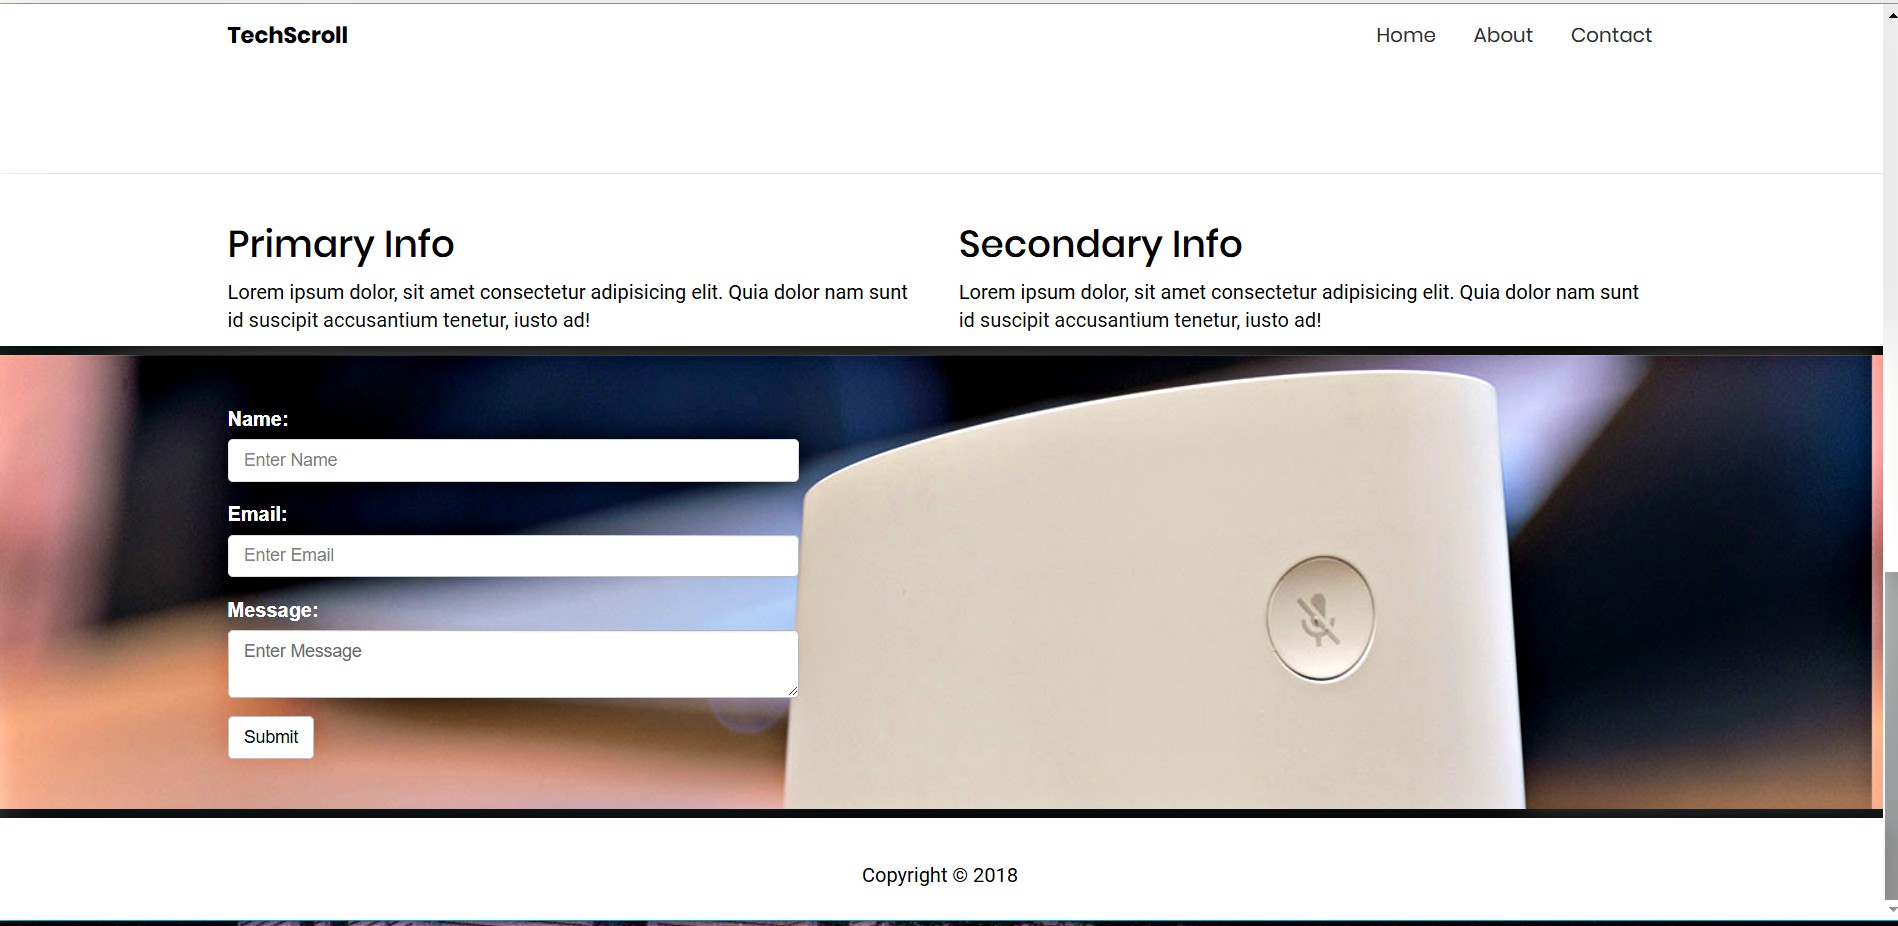 TechScroll
Home About Contact
Primary Info
Lorem ipsum dolor, sit amet consectetur adipisicing elit. Quia dolor nam sunt
id suscipit accusantium tenetur, iusto ad!
Secondary Info
Lorem ipsum dolor, sit amet consectetur adipisicing elit. Quia dolor nam sunt
id suscipit accusantium tenetur, iusto ad!
Name:
Enter Name
Email:
Enter Email
Message:
Enter Message
Submit
Copyright © 2018